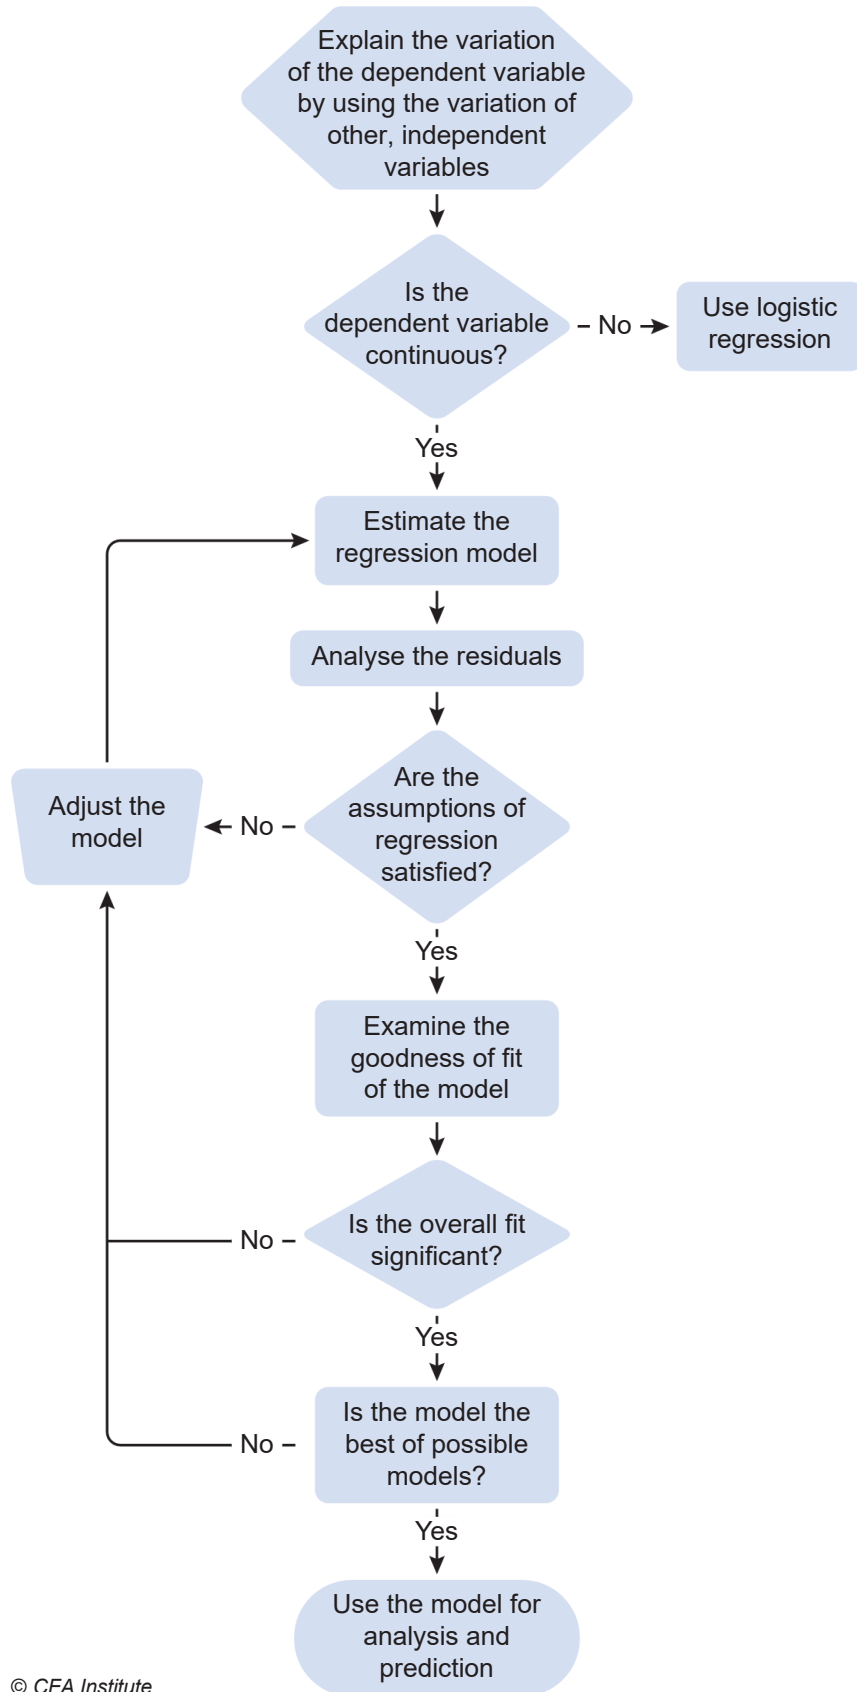 Explain the variation
of the dependent variable
by using the variation of
other, independent
variables
Is the
dependent variable
continuous?
No
Use logistic
regression
Yes
Estimate the
regression model
Analyse the residuals
Are the
assumptions of
regression
satisfied?
No
Adjust the
model
Yes
Examine the
goodness of fit
of the model
Is the overall fit
significant?
No
Yes
Is the model the
best of possible
models?
No
Yes
Use the model for
analysis and
prediction
© CFA Institute